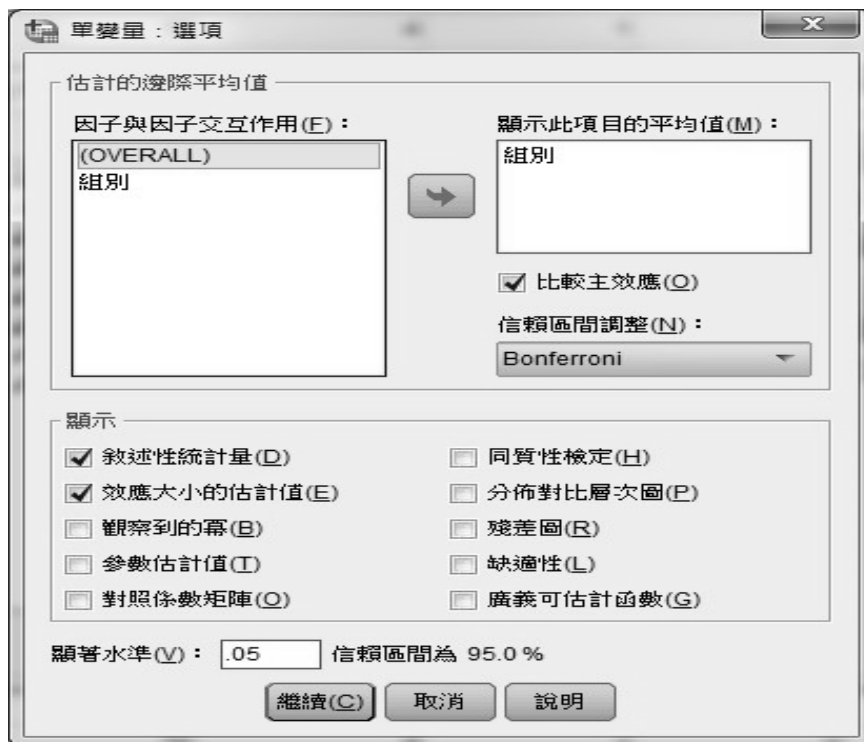 單變量：選項
估計的邊際平均值
因子與因子交互作用(F)：
(OVERALL)
組別
顯示此項目的平均值(M)：
組別
比較主效應(O)
信賴區間調整(N)：
Bonferroni
顯示
敘述性統計量(D)
同質性檢定(H)
效應大小的估計值(E)
分佈對比層次圖(P)
觀察到的冪(B)
殘差圖(R)
參數估計值(T)
缺適性(L)
對照係數矩陣(O)
廣義可估計函數(G)
顯著水準(V)： .05 信賴區間為 95.0 %
繼續(C) 取消 說明